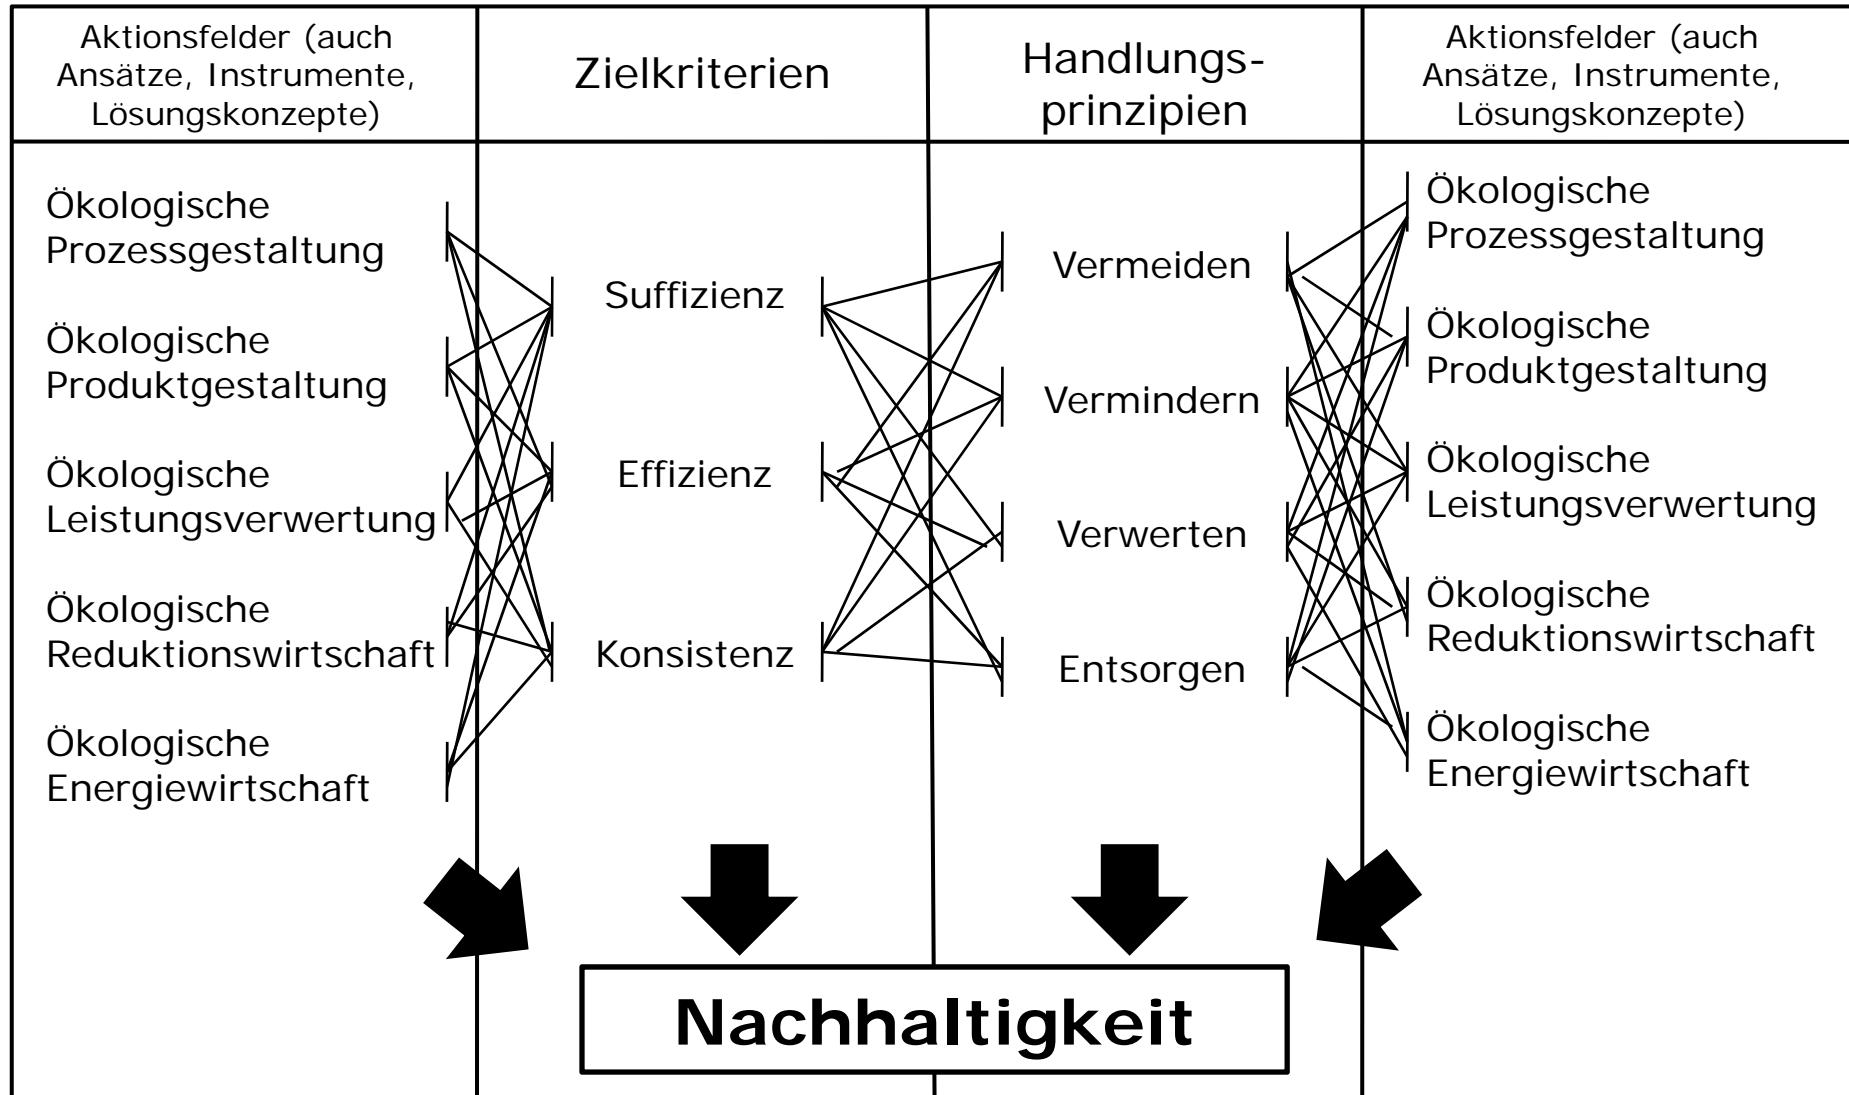 Aktionsfelder (auch
Ansätze, Instrumente,
Lösungskonzepte)
Zielkriterien
Handlungs-
prinzipien
Aktionsfelder (auch
Ansätze, Instrumente,
Lösungskonzepte)
Ökologische
Prozessgestaltung
Ökologische
Produktgestaltung
Ökologische
Leistungsverwertung
Ökologische
Reduktionswirtschaft
Ökologische
Energiewirtschaft
Suffizienz
Effizienz
Konsistenz
Vermeiden
Vermindern
Verwerten
Entsorgen
Ökologische
Prozessgestaltung
Ökologische
Produktgestaltung
Ökologische
Leistungsverwertung
Ökologische
Reduktionswirtschaft
Ökologische
Energiewirtschaft
Nachhaltigkeit